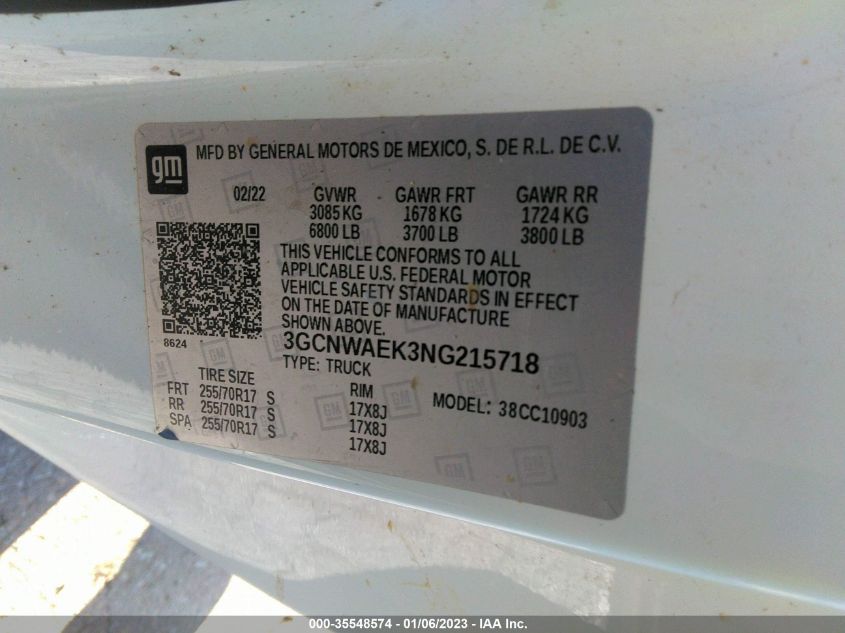 gm MFD BY GENERAL MOTORS DE MEXICO, S. DE R.L. DE C.V.
02/22 GVWR GAWR FRT GAWR RR
3085 KG 1678 KG 1724 KG
6800 LB 3700 LB 3800 LB
THIS VEHICLE CONFORMS TO ALL
APPLICABLE U.S. FEDERAL MOTOR
VEHICLE SAFETY STANDARDS IN EFFECT
ON THE DATE OF MANUFACTURE
SHOWN ABOVE.
8624
3GCNWAEK3NG215718
TYPE: TRUCK
TIRE SIZE RIM MODEL: 38CC10903
FRT 255/70R17 S 17X8J
RR 255/70R17 S 17X8J
SPA 255/70R17 S 17X8J
000-35548574 - 01/06/2023 - IAA Inc.